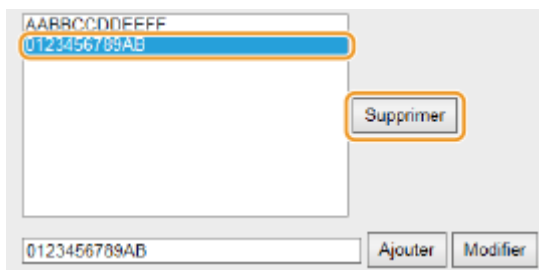 AABBCCDDEEFF
0123456789AB
Supprimer
0123456789AB Ajouter Modifier